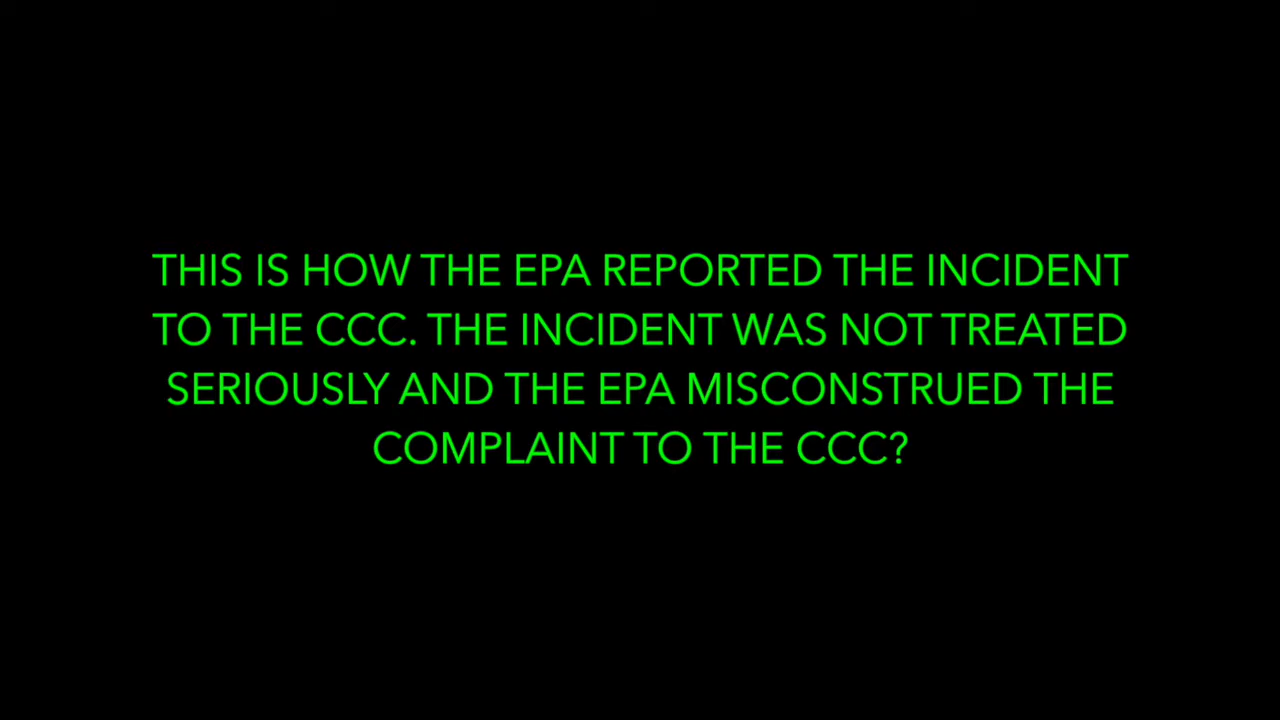 THIS IS HOW THE EPA REPORTED THE INCIDENT
TO THE CCC. THE INCIDENT WAS NOT TREATED
SERIOUSLY AND THE EPA MISCONSTRUED THE
COMPLAINT TO THE CCC?